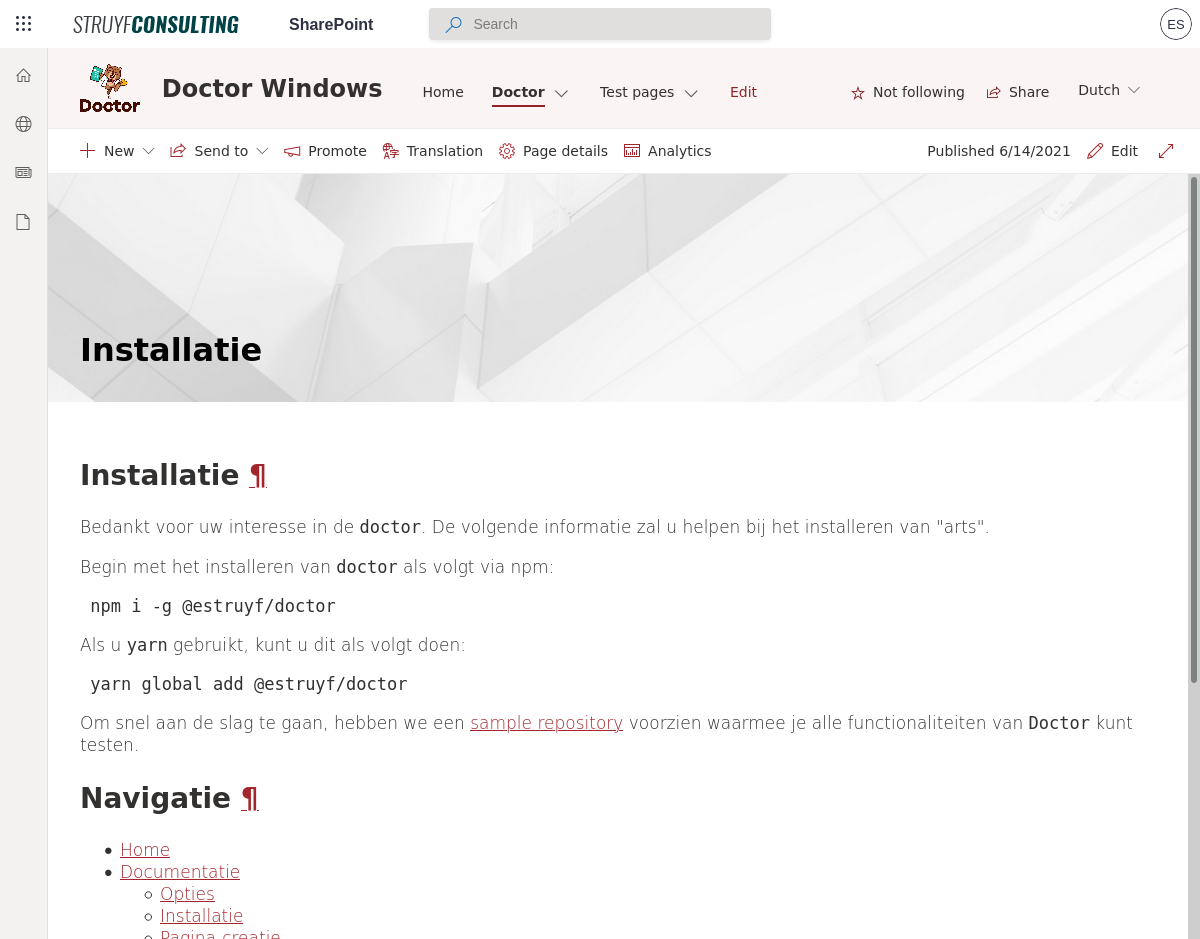 STRUYFCONSULTING SharePoint Search ES
Doctor Doctor Windows Home Doctor Test pages Edit Not following Share Dutch
New Send to Promote Translation Page details Analytics Published 6/14/2021 Edit
Installatie
Installatie ¶
Bedankt voor uw interesse in de doctor. De volgende informatie zal u helpen bij het installeren van "arts".
Begin met het installeren van doctor als volgt via npm:
npm i -g @estruyf/doctor
Als u yarn gebruikt, kunt u dit als volgt doen:
yarn global add @estruyf/doctor
Om snel aan de slag te gaan, hebben we een sample repository voorzien waarmee je alle functionaliteiten van Doctor kunt
testen.
Navigatie ¶
Home
Documentatie
Opties
Installatie
Pagina creatie